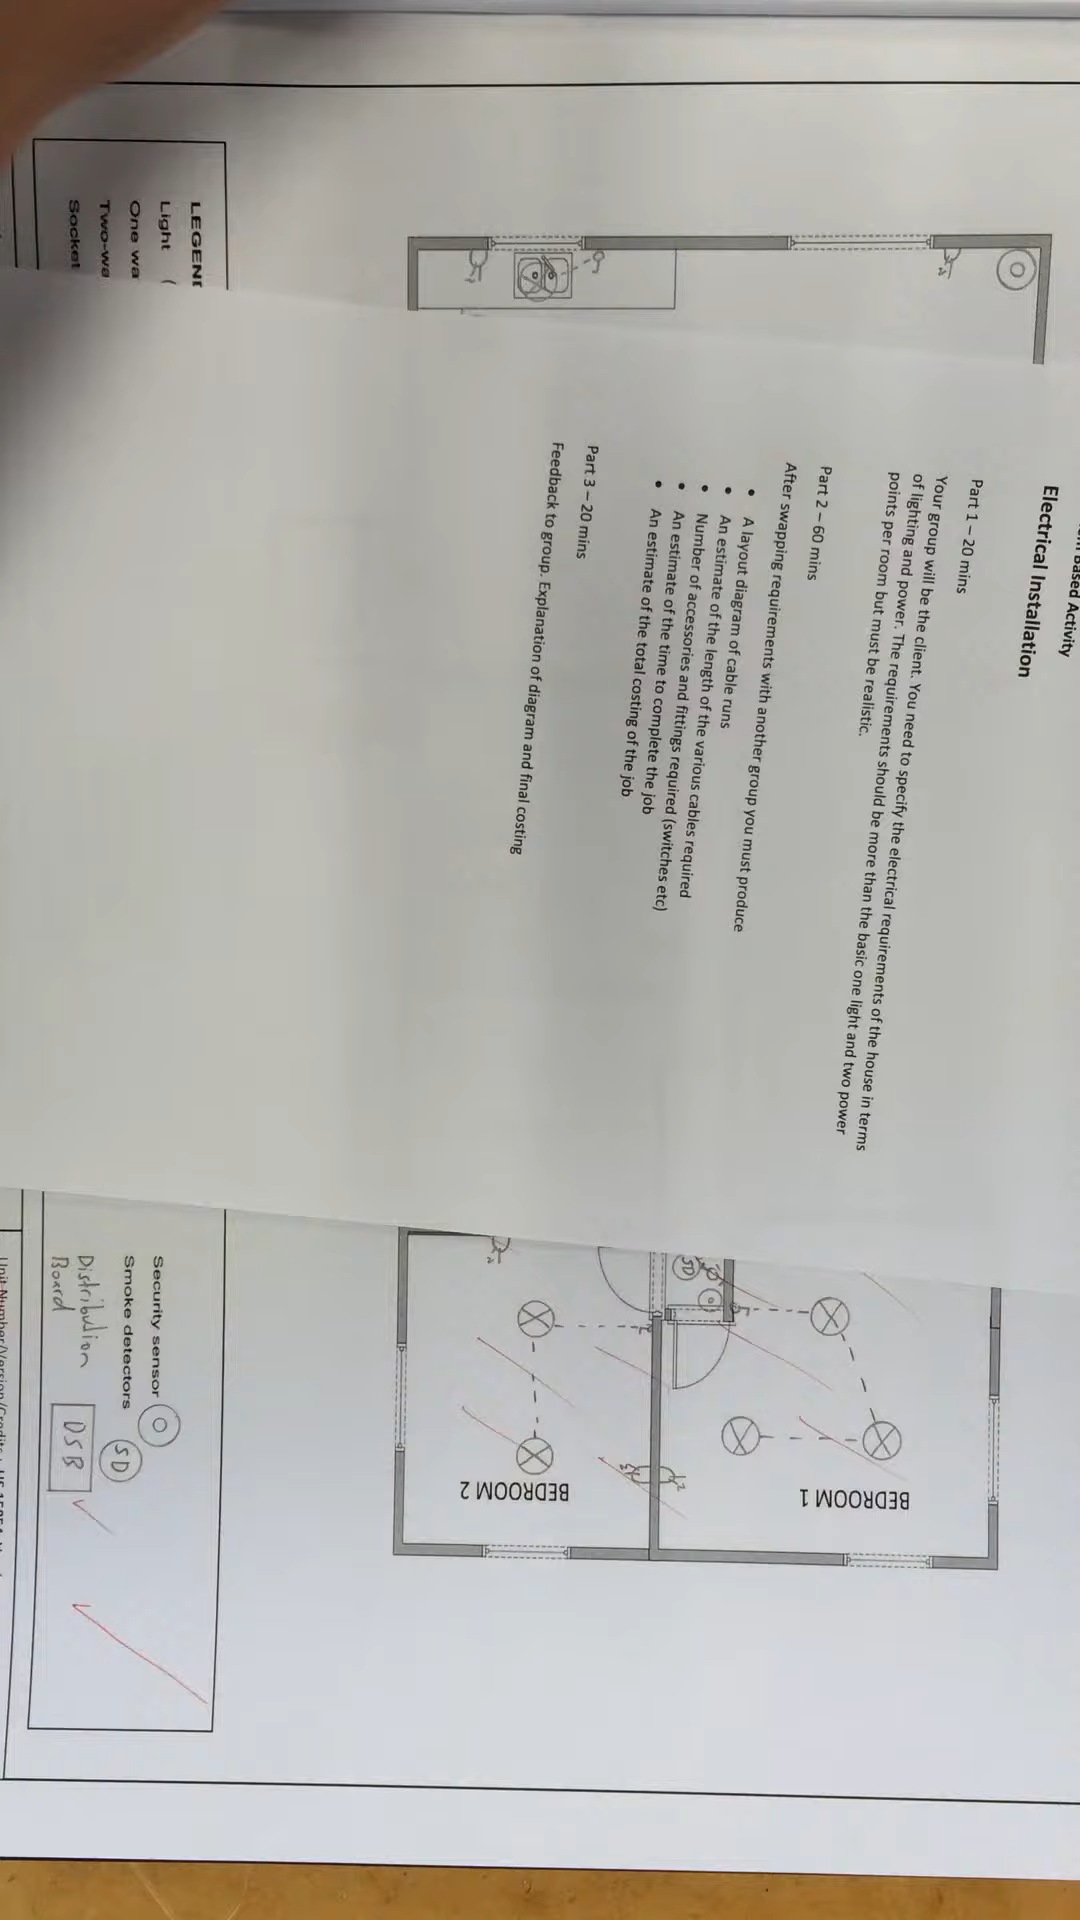 Based Activity
Electrical Installation
Part 1 – 20 mins
Your group will be the client. You need to specify the electrical requirements of the house in terms
of lighting and power. The requirements should be more than the basic one light and two power
points per room but must be realistic.
Part 2 – 60 mins
After swapping requirements with another group you must produce
• A layout diagram of cable runs
• An estimate of the length of the various cables required
• Number of accessories and fittings required (switches etc)
• An estimate of the time to complete the job
• An estimate of the total costing of the job
Part 3 – 20 mins
Feedback to group. Explanation of diagram and final costing
LEGEND
Light
One wa
Two-wa
Socket
SD
BEDROOM 1
BEDROOM 2
Security sensor
Smoke detectors SD
Distribution
Board DSB